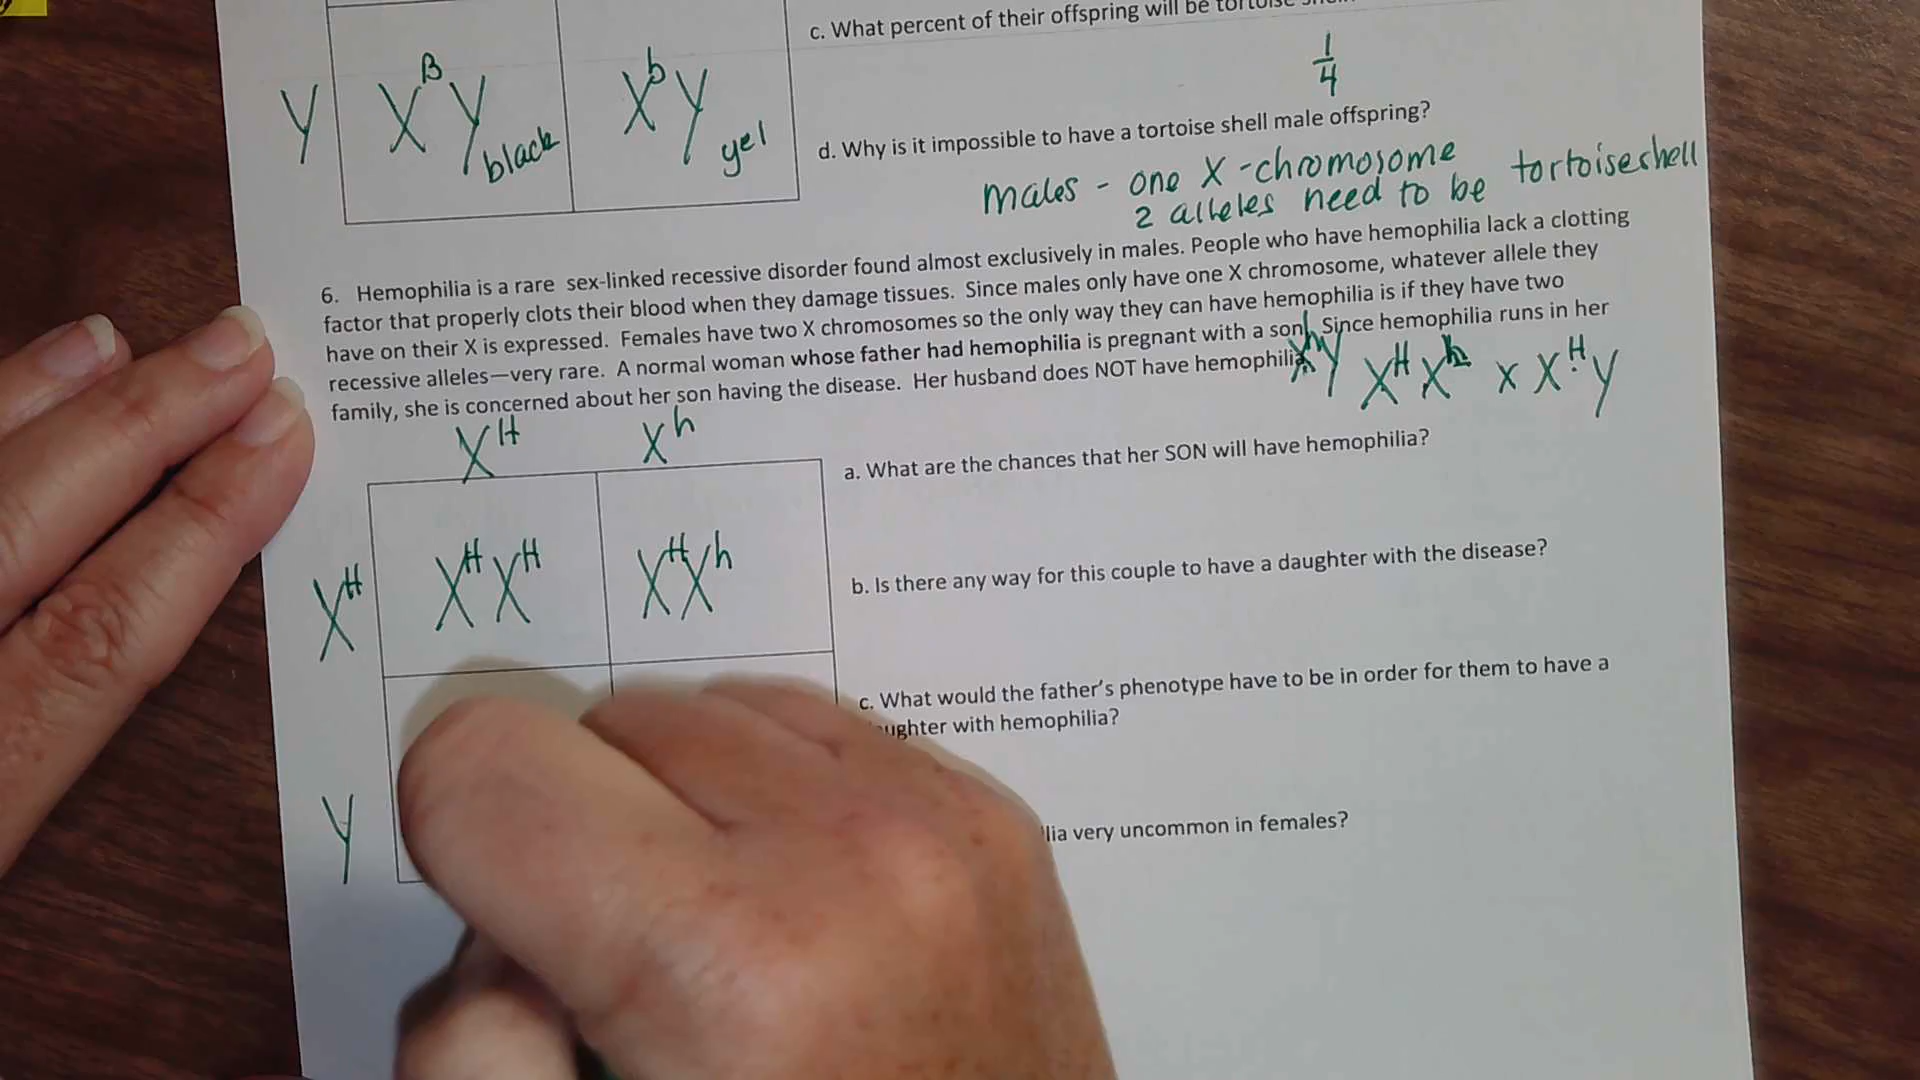 c. What percent of their offspring will be
1
4
Y
X^B Y black
X^b Y yel
d. Why is it impossible to have a tortoise shell male offspring?
males - one X-chromosome
2 alleles need to be tortoiseshell
6. Hemophilia is a rare sex-linked recessive disorder found almost exclusively in males. People who have hemophilia lack a clotting
factor that properly clots their blood when they damage tissues. Since males only have one X chromosome, whatever allele they
have on their X is expressed. Females have two X chromosomes so the only way they can have hemophilia is if they have two
recessive alleles—very rare. A normal woman whose father had hemophilia is pregnant with a son. Since hemophilia runs in her
family, she is concerned about her son having the disease. Her husband does NOT have hemophilia.
X^h Y
X^H X^h x X^H Y
X^H X^h
X^H
X^H X^H
X^H X^h
Y
a. What are the chances that her SON will have hemophilia?
b. Is there any way for this couple to have a daughter with the disease?
c. What would the father's phenotype have to be in order for them to have a
ughter with hemophilia?
lia very uncommon in females?